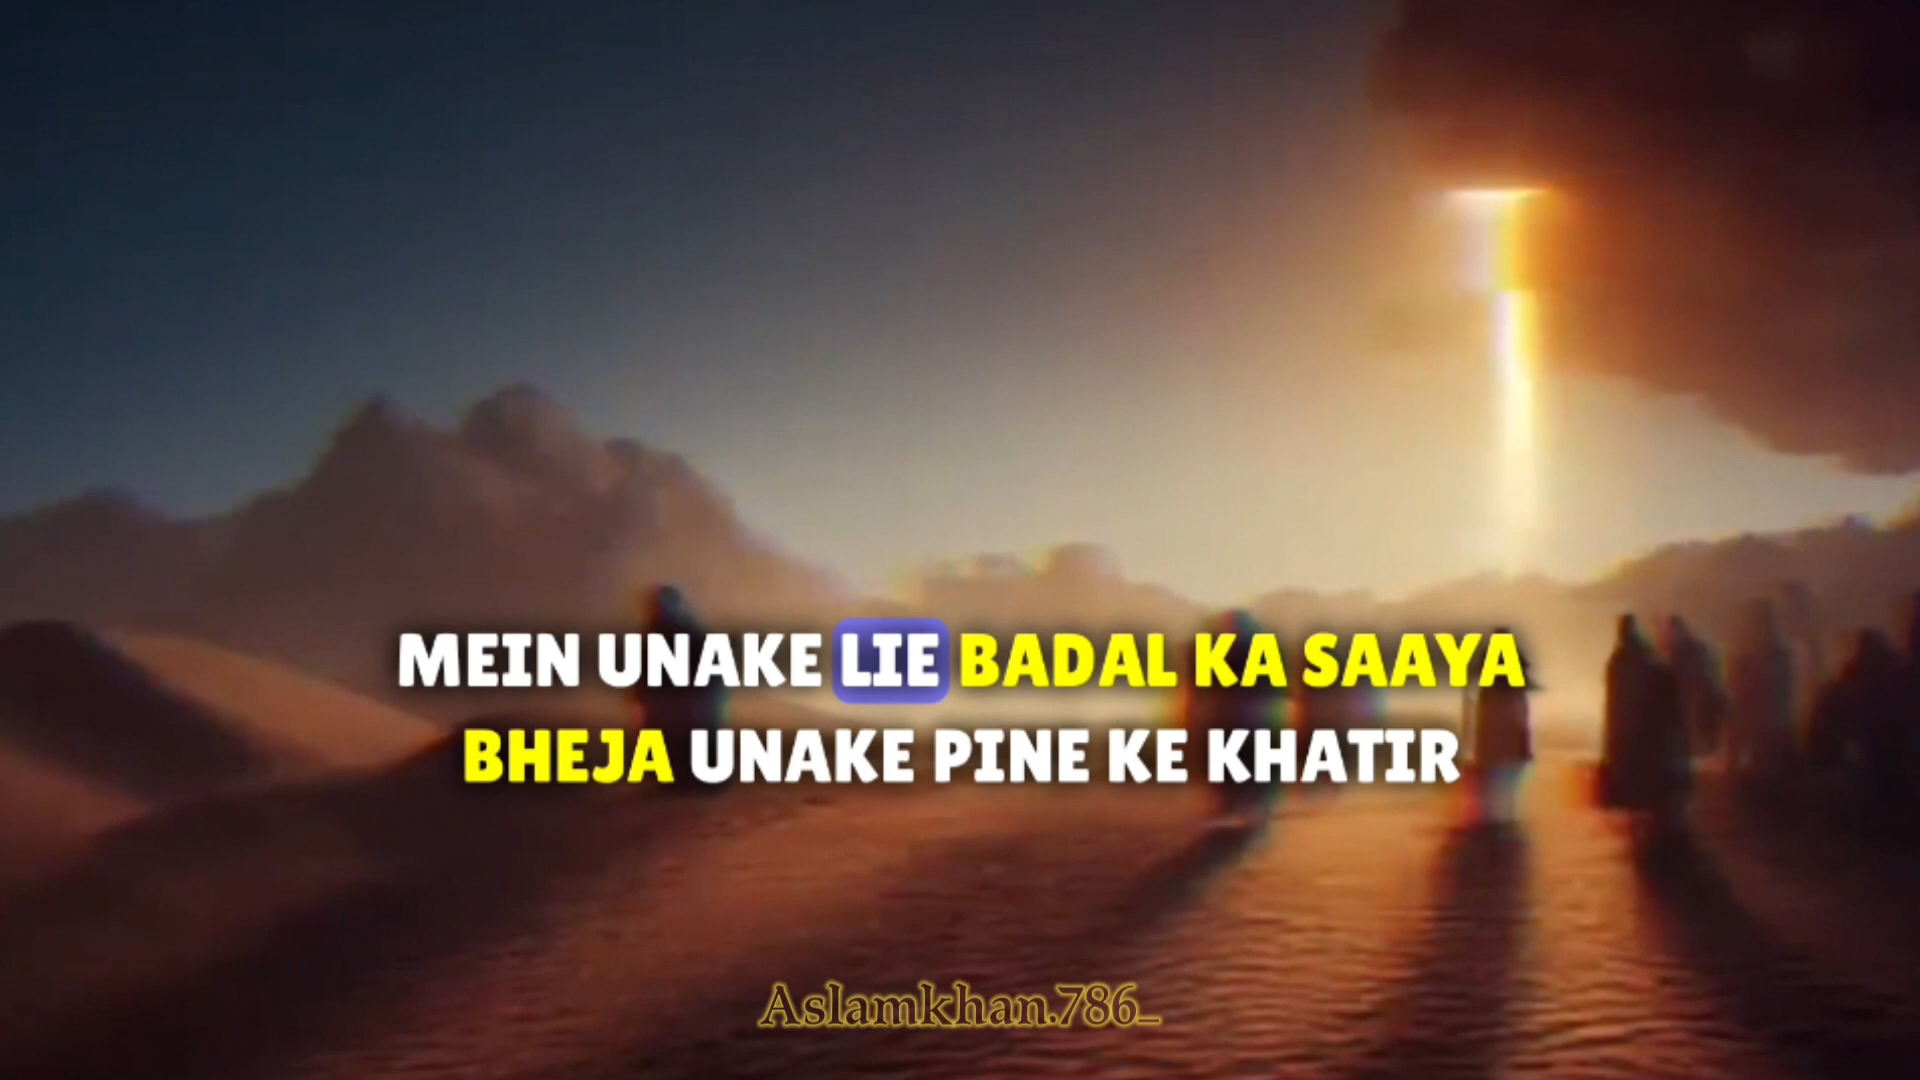 MEIN UNAKE LIE BADAL KA SAAYA
BHEJA UNAKE PINE KE KHATIR
Aslamkhan.786_